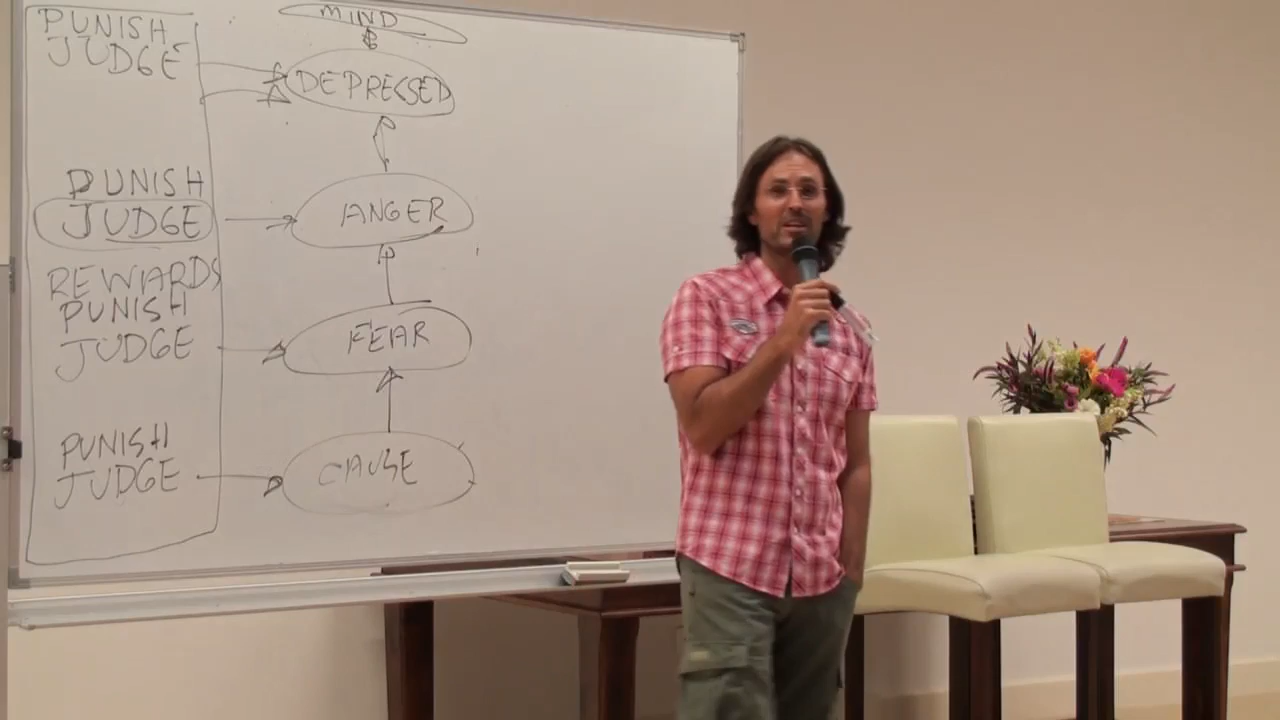 PUNISH
JUDGE
MIND
DEPRESSED
PUNISH
JUDGE
ANGER
REWARDS
PUNISH
JUDGE
FEAR
PUNISH
JUDGE
CAUSE